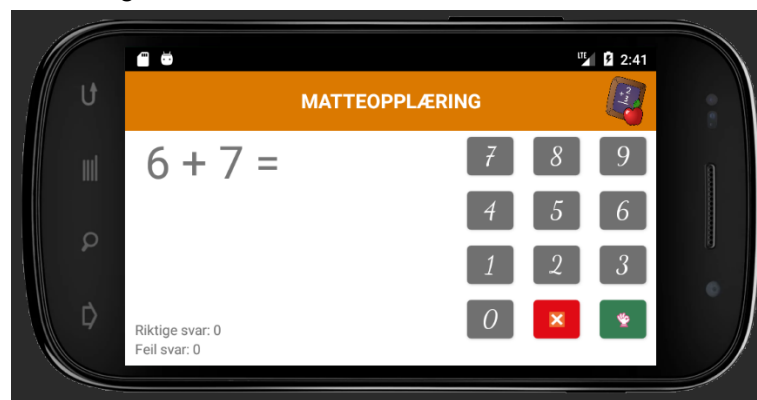 LTE 2:41
MATTEOPPLÆRING
6 + 7 =
7 8 9
4 5 6
1 2 3
0
Riktige svar: 0
Feil svar: 0